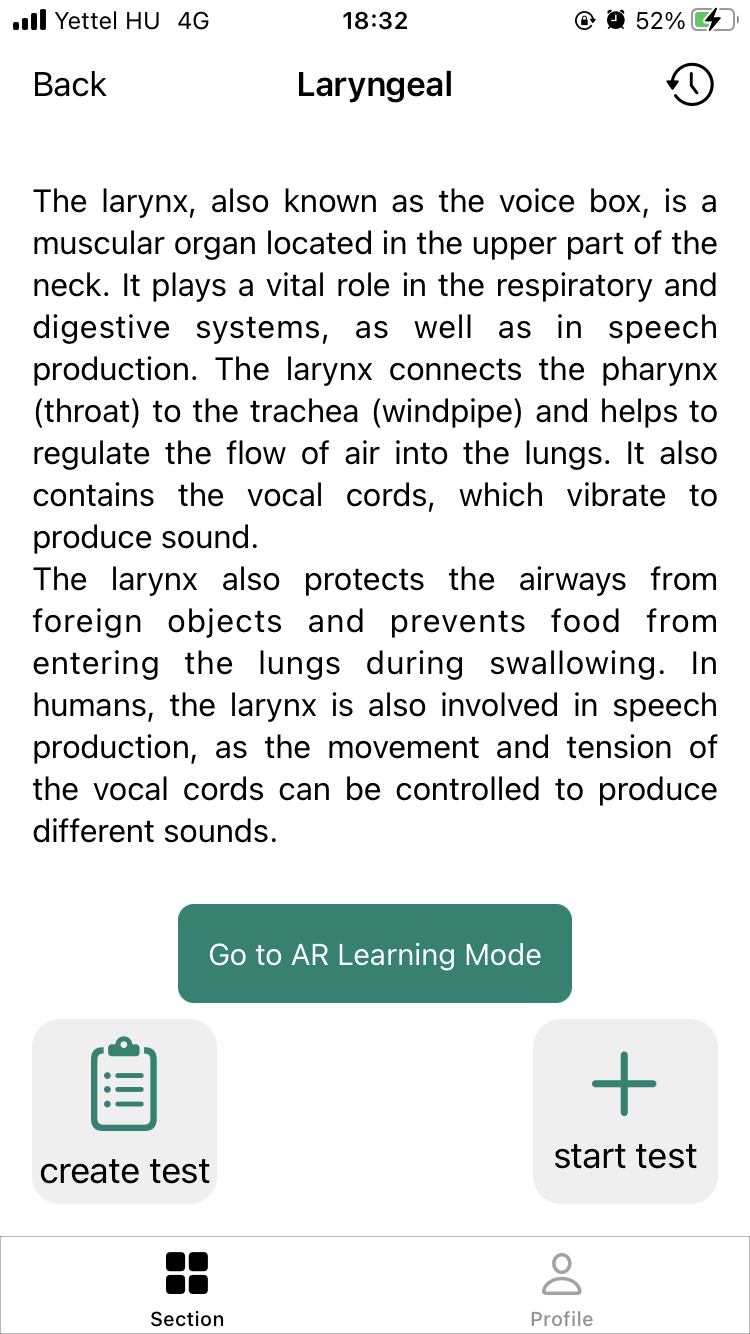 Yettel HU 4G 18:32 52%
Back Laryngeal
The larynx, also known as the voice box, is a
muscular organ located in the upper part of the
neck. It plays a vital role in the respiratory and
digestive systems, as well as in speech
production. The larynx connects the pharynx
(throat) to the trachea (windpipe) and helps to
regulate the flow of air into the lungs. It also
contains the vocal cords, which vibrate to
produce sound.
The larynx also protects the airways from
foreign objects and prevents food from
entering the lungs during swallowing. In
humans, the larynx is also involved in speech
production, as the movement and tension of
the vocal cords can be controlled to produce
different sounds.
Go to AR Learning Mode
create test
start test
Section Profile